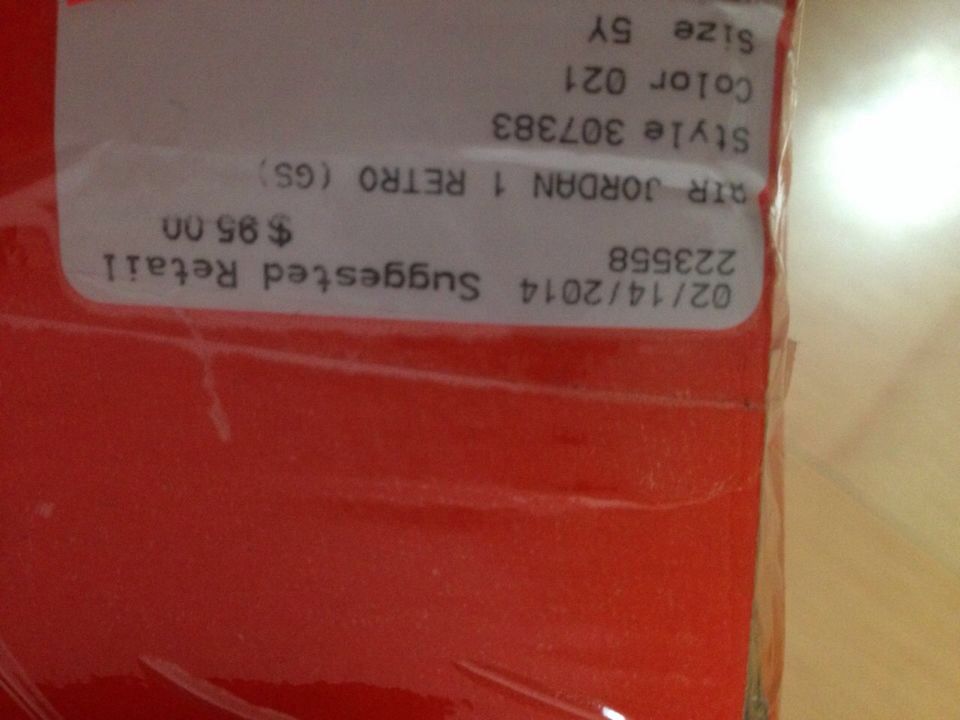 02/14/2014 Suggested Retail
223558 $95.00
AIR JORDAN 1 RETRO (GS)
Style 307383
Color 021
Size 5Y